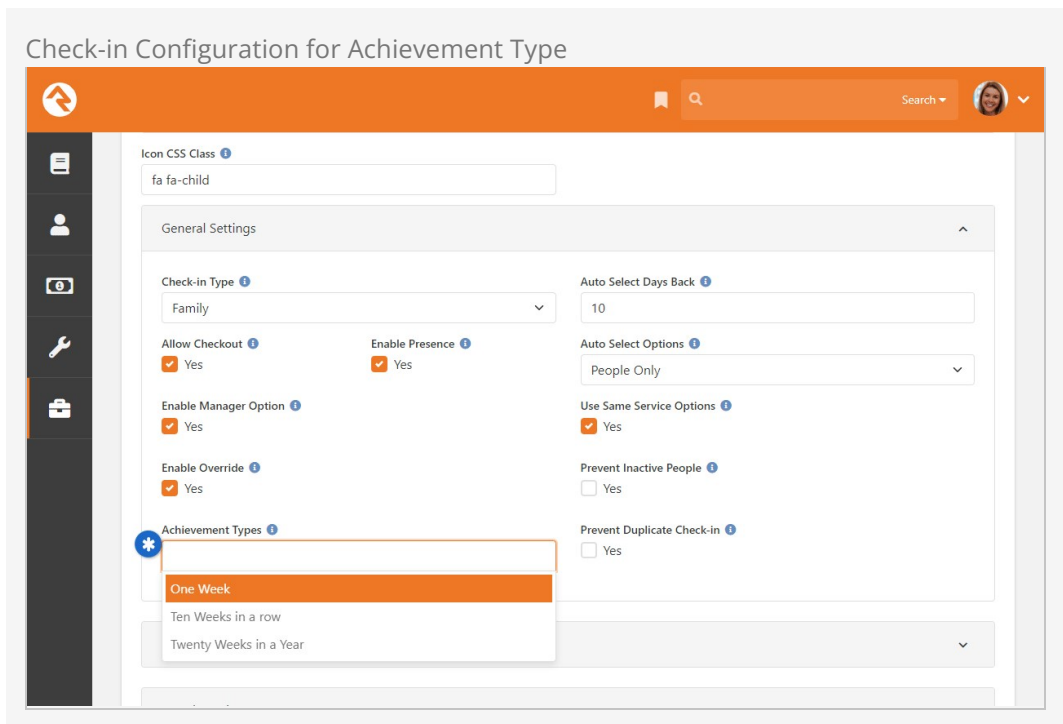 Check-in Configuration for Achievement Type
Search
Icon CSS Class
fa fa-child
General Settings
Check-in Type
Family
Auto Select Days Back
10
Allow Checkout
Yes
Enable Presence
Yes
Auto Select Options
People Only
Enable Manager Option
Yes
Use Same Service Options
Yes
Enable Override
Yes
Prevent Inactive People
Yes
Achievement Types
Prevent Duplicate Check-in
Yes
One Week
Ten Weeks in a row
Twenty Weeks in a Year